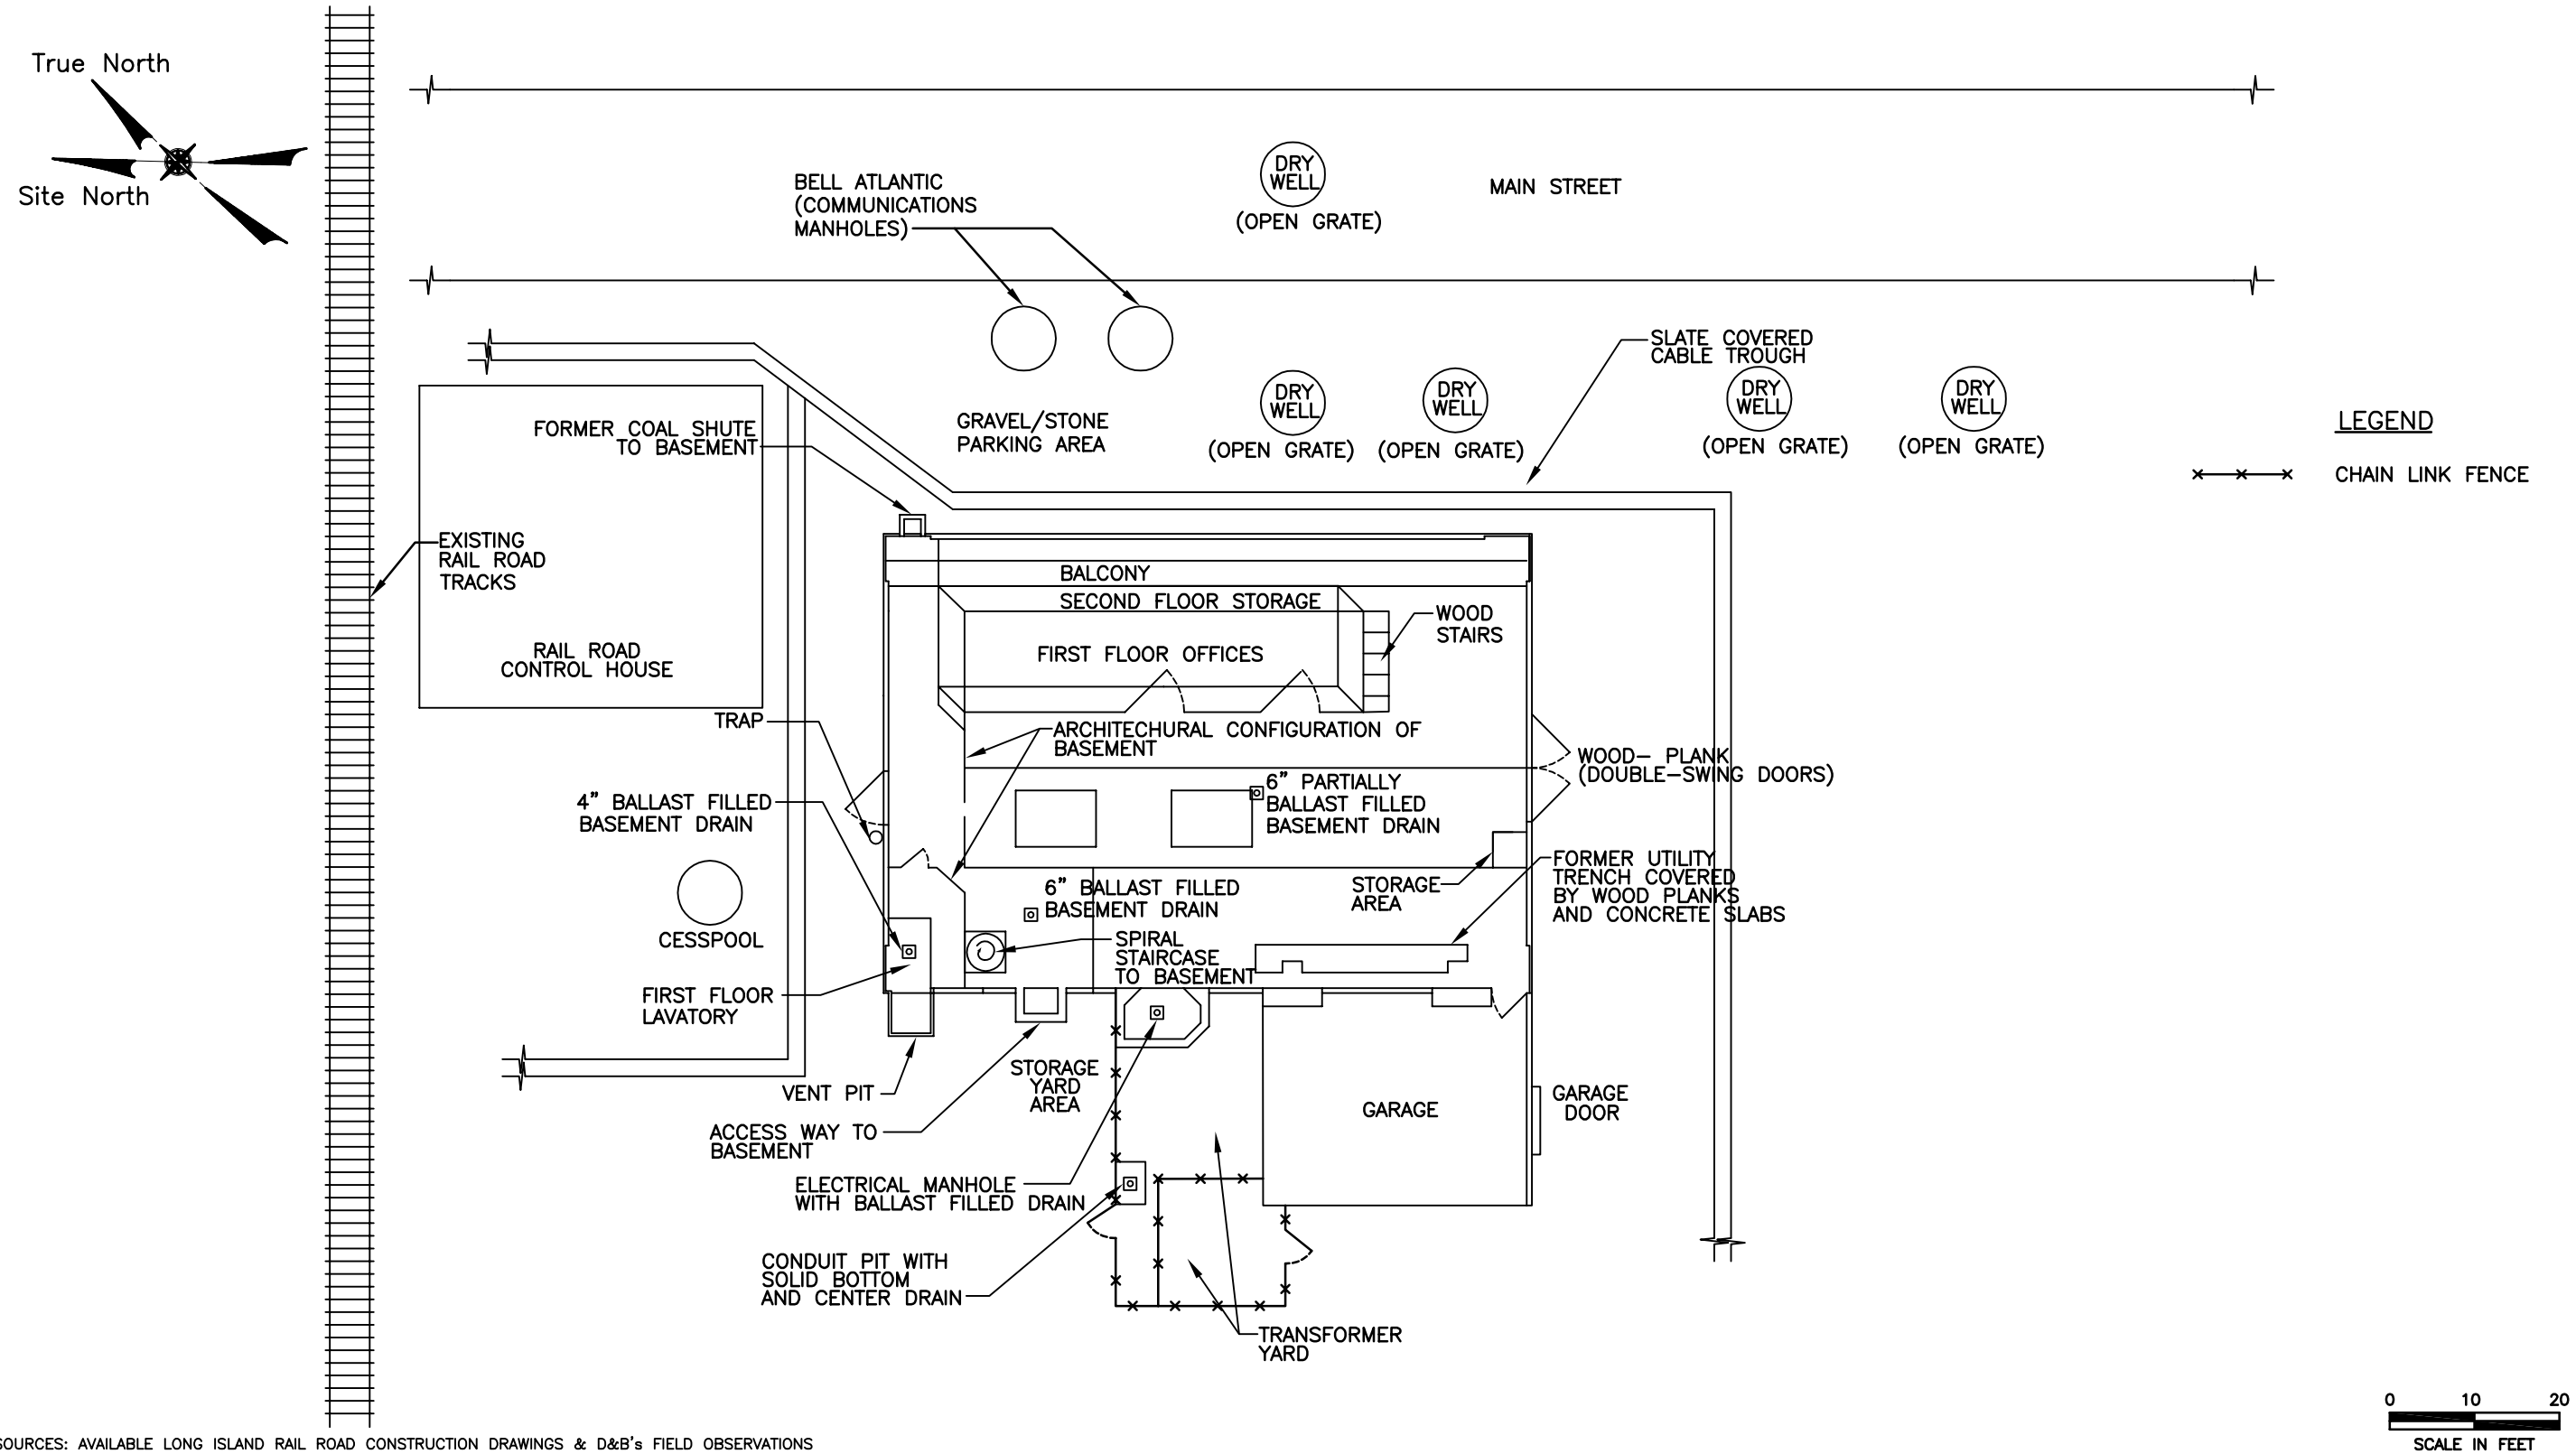 True North
Site North
BELL ATLANTIC
(COMMUNICATIONS
MANHOLES)
DRY
WELL
(OPEN GRATE)
MAIN STREET
SLATE COVERED
CABLE TROUGH
DRY
WELL
(OPEN GRATE)
DRY
WELL
(OPEN GRATE)
DRY
WELL
(OPEN GRATE)
DRY
WELL
(OPEN GRATE)
LEGEND
CHAIN LINK FENCE
GRAVEL/STONE
PARKING AREA
FORMER COAL SHUTE
TO BASEMENT
EXISTING
RAIL ROAD
TRACKS
RAIL ROAD
CONTROL HOUSE
BALCONY
SECOND FLOOR STORAGE
FIRST FLOOR OFFICES
WOOD
STAIRS
TRAP
ARCHITECHURAL CONFIGURATION OF
BASEMENT
WOOD- PLANK
(DOUBLE-SWING DOORS)
4" BALLAST FILLED
BASEMENT DRAIN
6" PARTIALLY
BALLAST FILLED
BASEMENT DRAIN
6" BALLAST FILLED
BASEMENT DRAIN
STORAGE
AREA
FORMER UTILITY
TRENCH COVERED
BY WOOD PLANKS
AND CONCRETE SLABS
CESSPOOL
SPIRAL
STAIRCASE
TO BASEMENT
FIRST FLOOR
LAVATORY
VENT PIT
STORAGE
YARD
AREA
GARAGE
GARAGE
DOOR
ACCESS WAY TO
BASEMENT
ELECTRICAL MANHOLE
WITH BALLAST FILLED DRAIN
CONDUIT PIT WITH
SOLID BOTTOM
AND CENTER DRAIN
TRANSFORMER
YARD
0 10 20
SCALE IN FEET
SOURCES: AVAILABLE LONG ISLAND RAIL ROAD CONSTRUCTION DRAWINGS & D&B's FIELD OBSERVATIONS